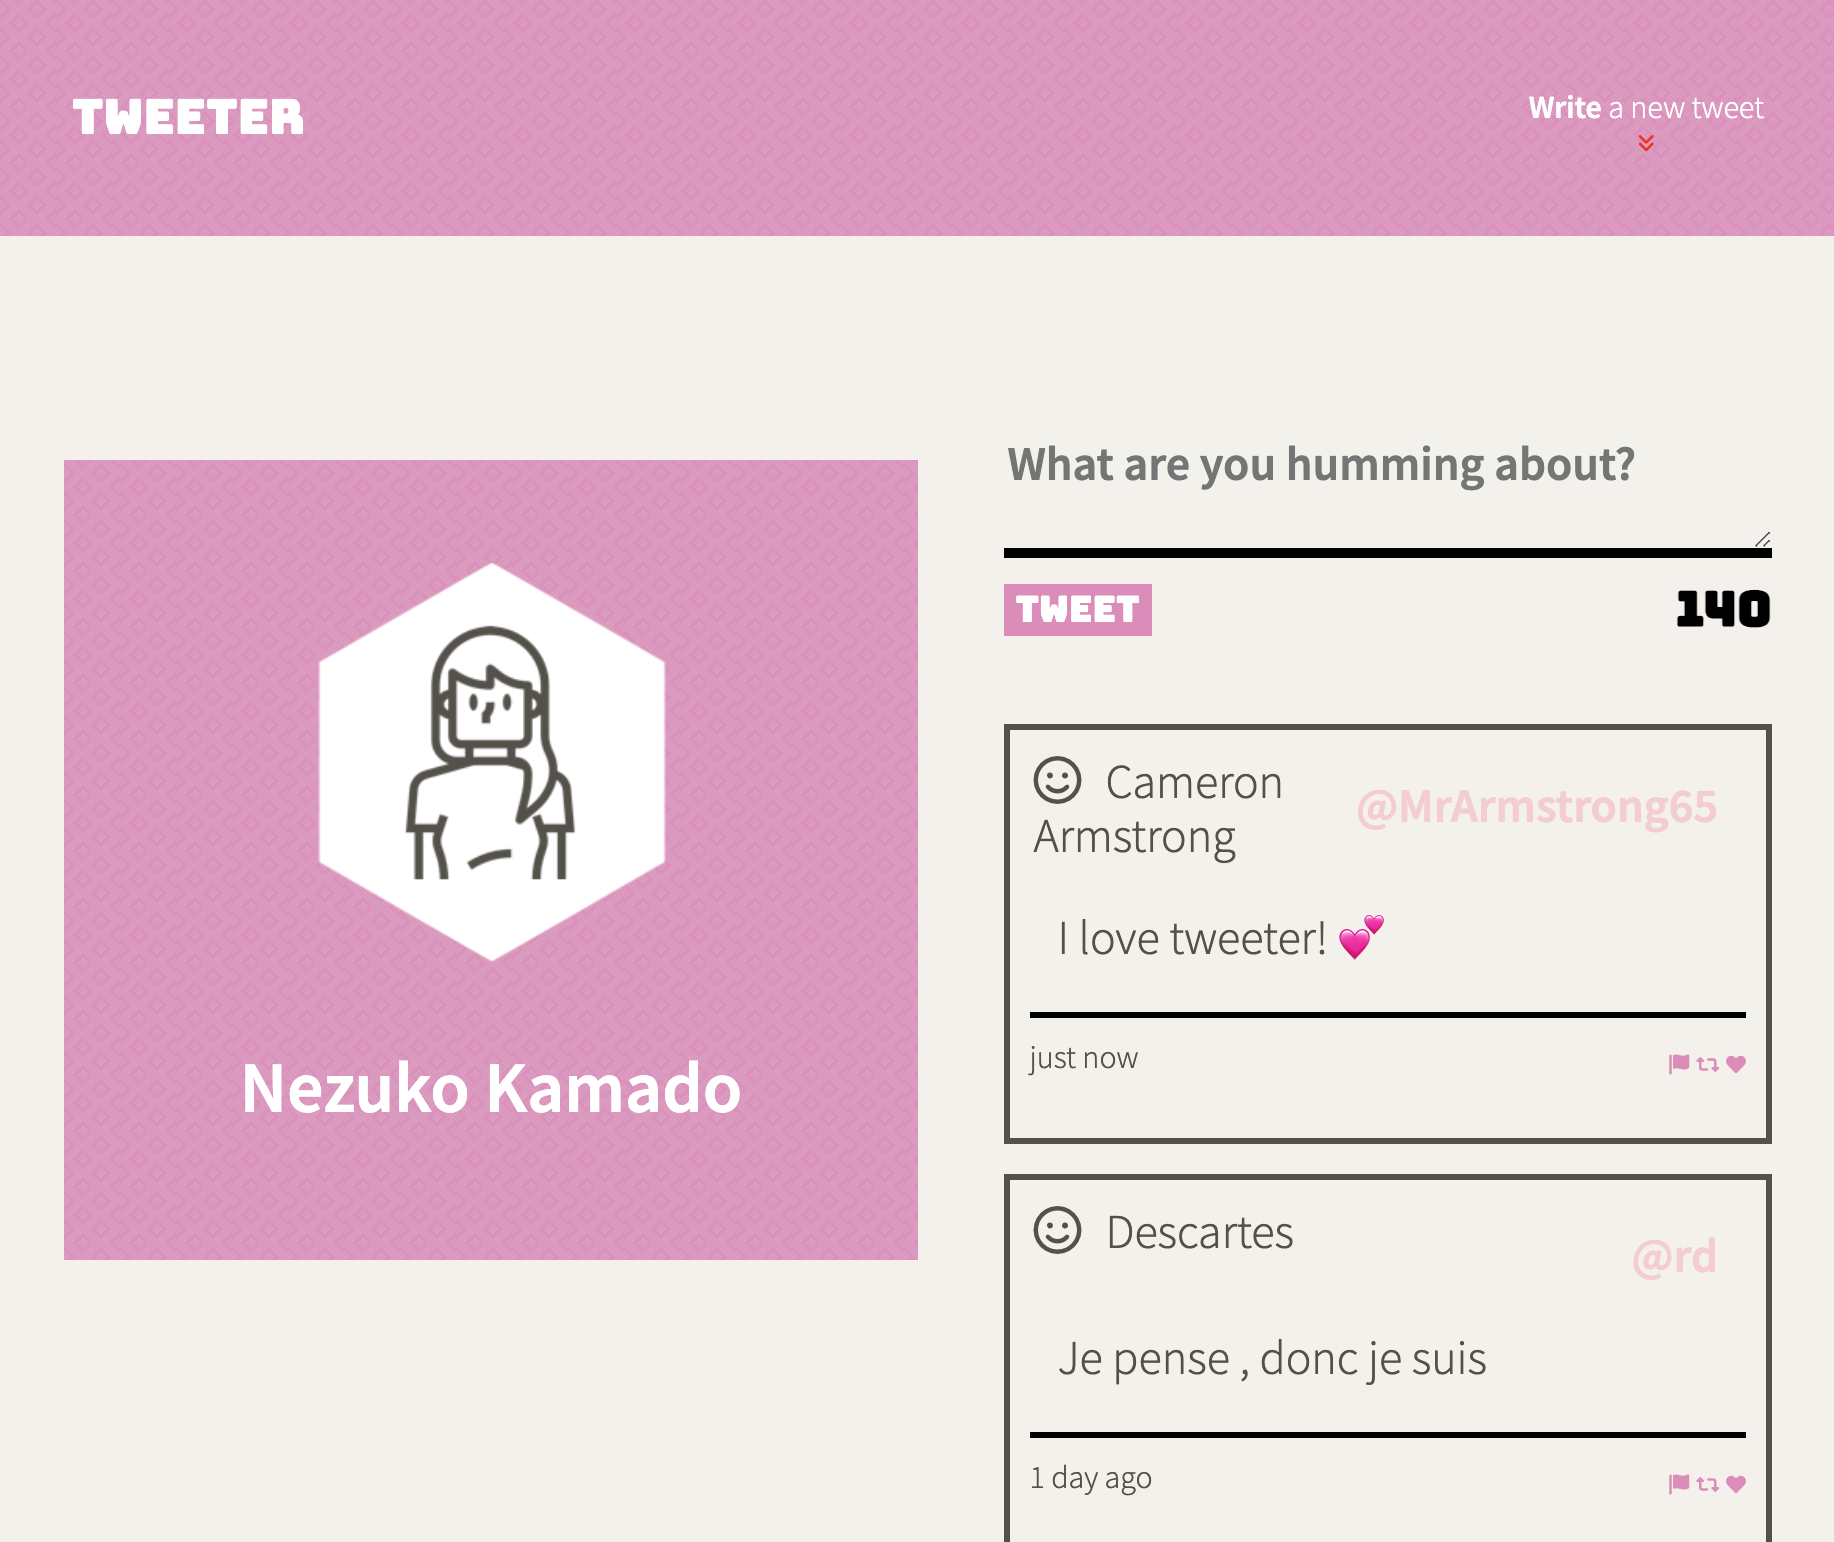 TWEETER
Write a new tweet
Nezuko Kamado
What are you humming about?
TWEET
140
Cameron
Armstrong
@MrArmstrong65
I love tweeter! 💕
just now
Descartes
@rd
Je pense , donc je suis
1 day ago